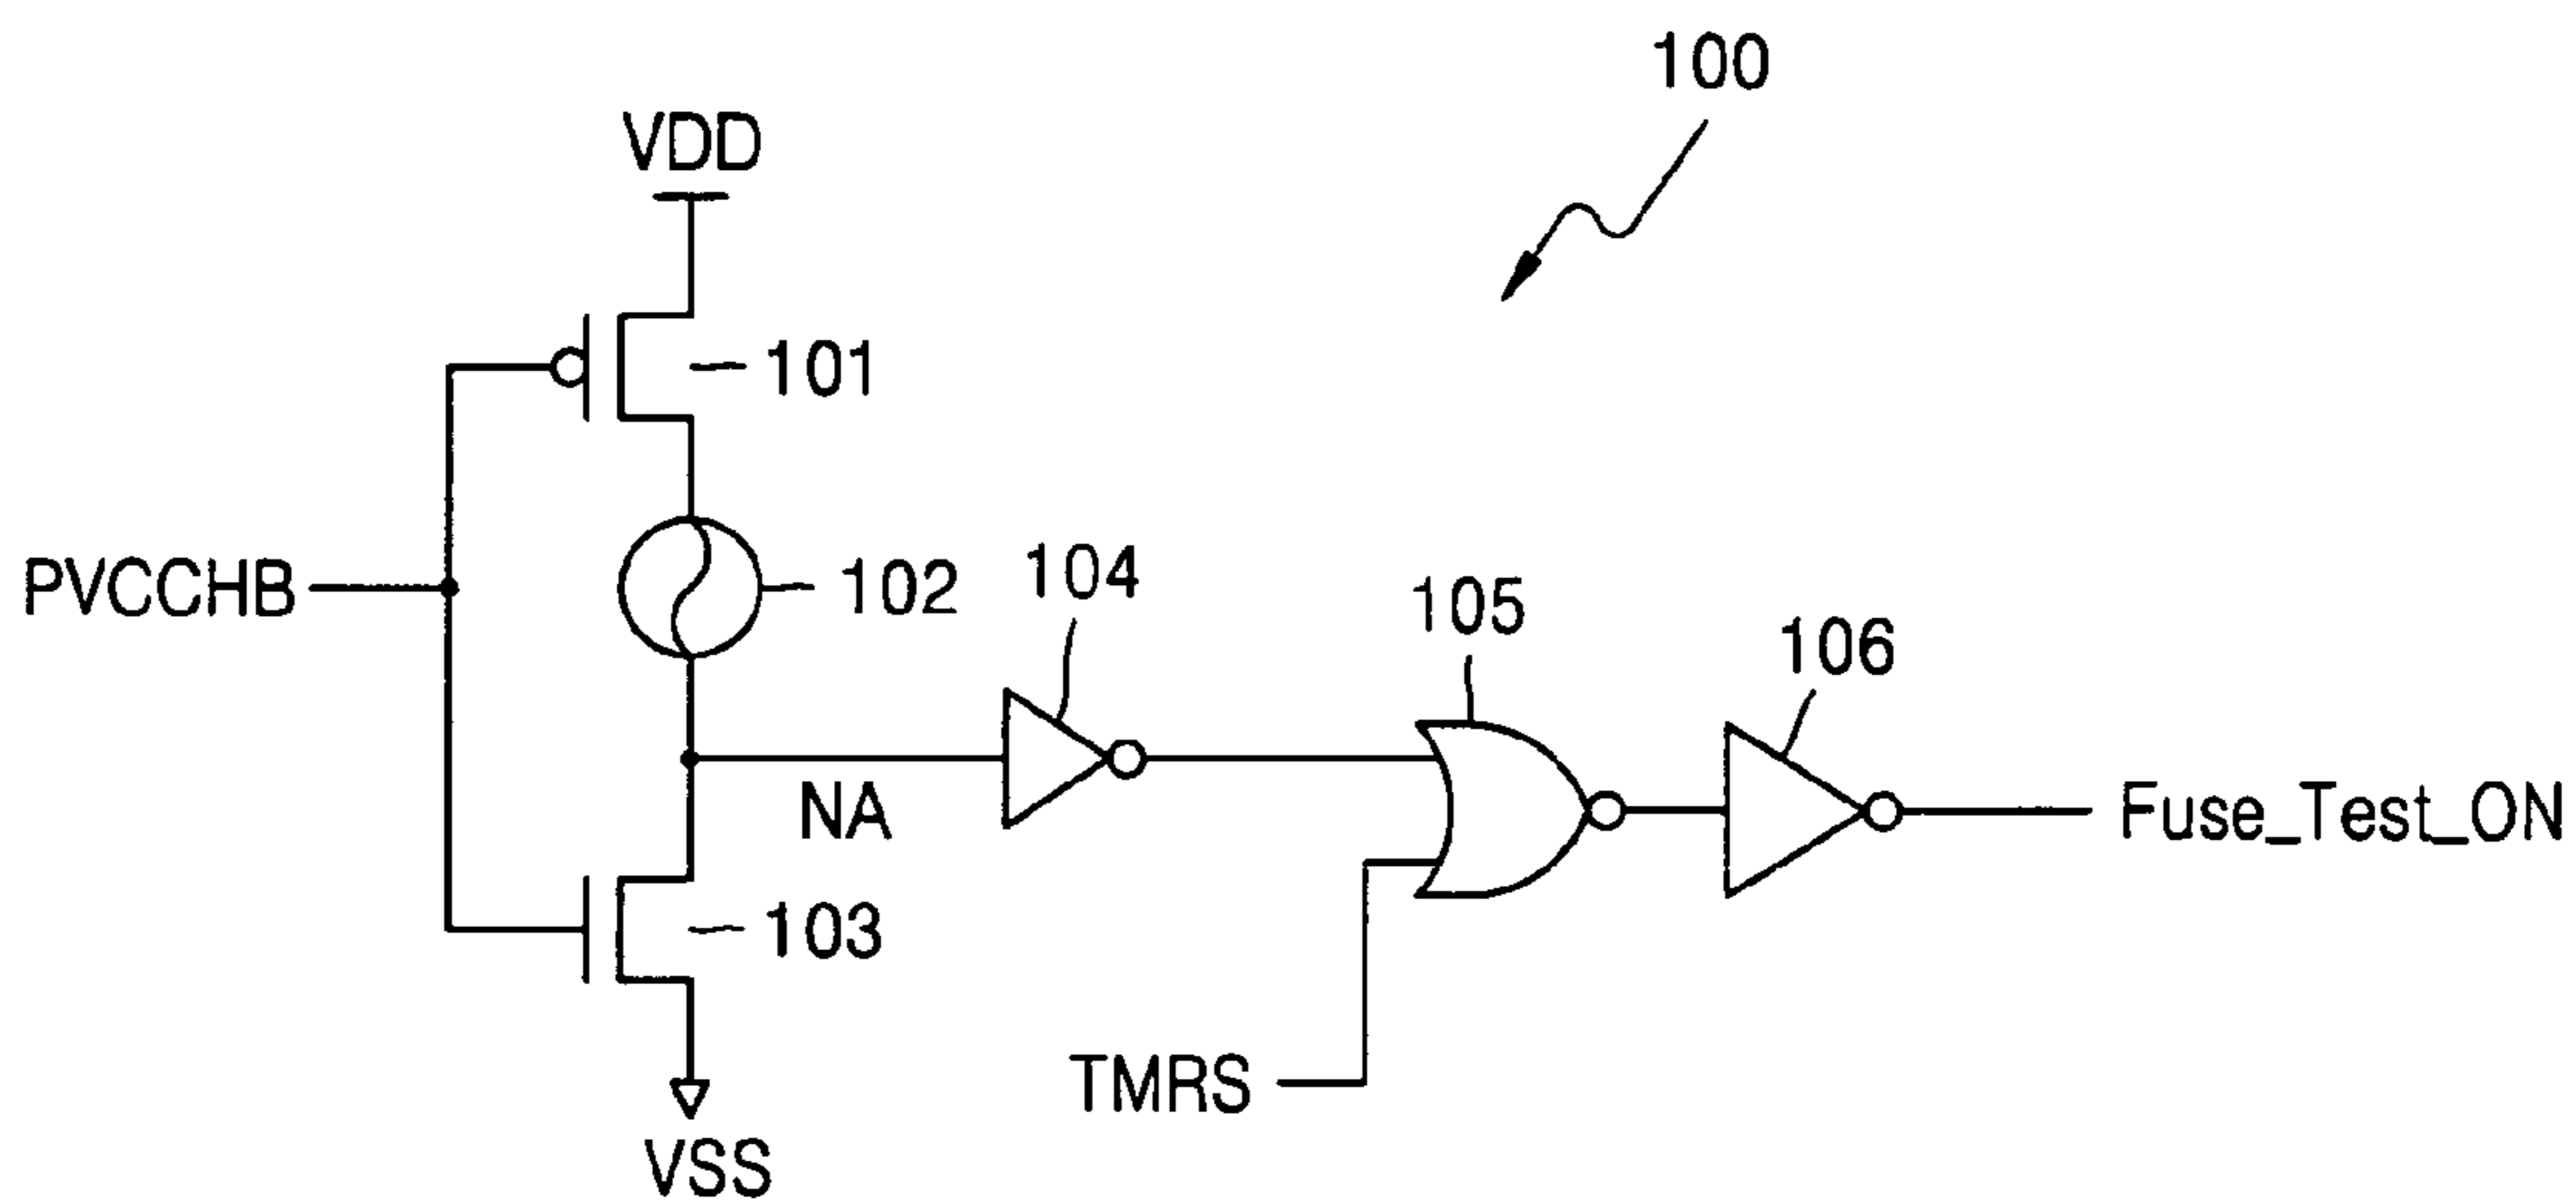 100
VDD
101
PVCCHB
102
104
105
106
NA
Fuse_Test_ON
103
TMRS
VSS